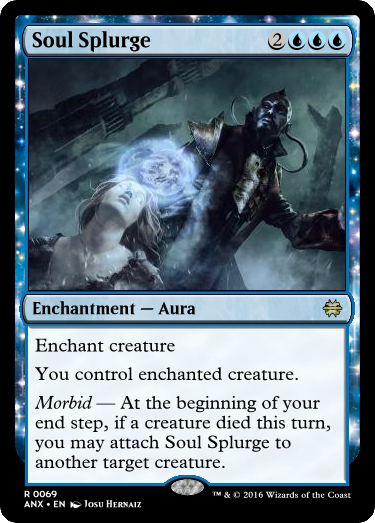 Soul Splurge 2
Enchantment — Aura
Enchant creature
You control enchanted creature.
Morbid — At the beginning of your
end step, if a creature died this turn,
you may attach Soul Splurge to
another target creature.
R 0069
ANX • EN Josu Hernaiz
™ & © 2016 Wizards of the Coast